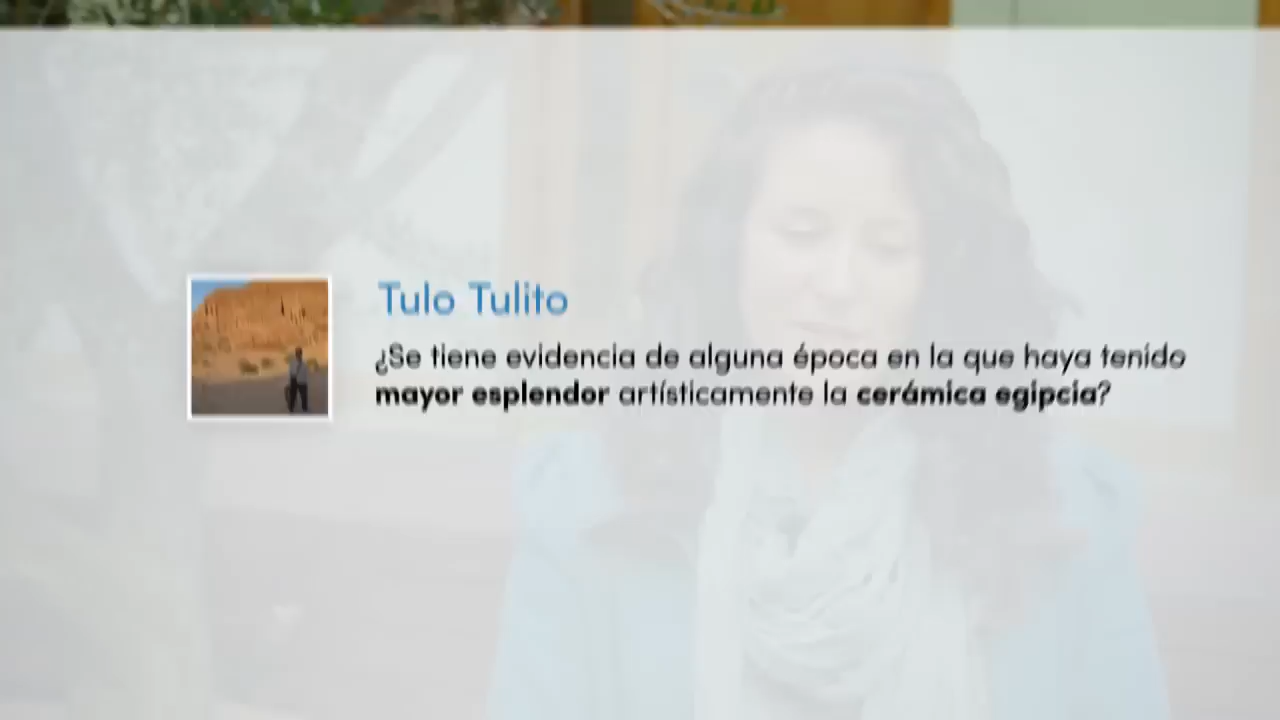 Tulo Tulito
¿Se tiene evidencia de alguna época en la que haya tenido
mayor esplendor artísticamente la cerámica egipcia?